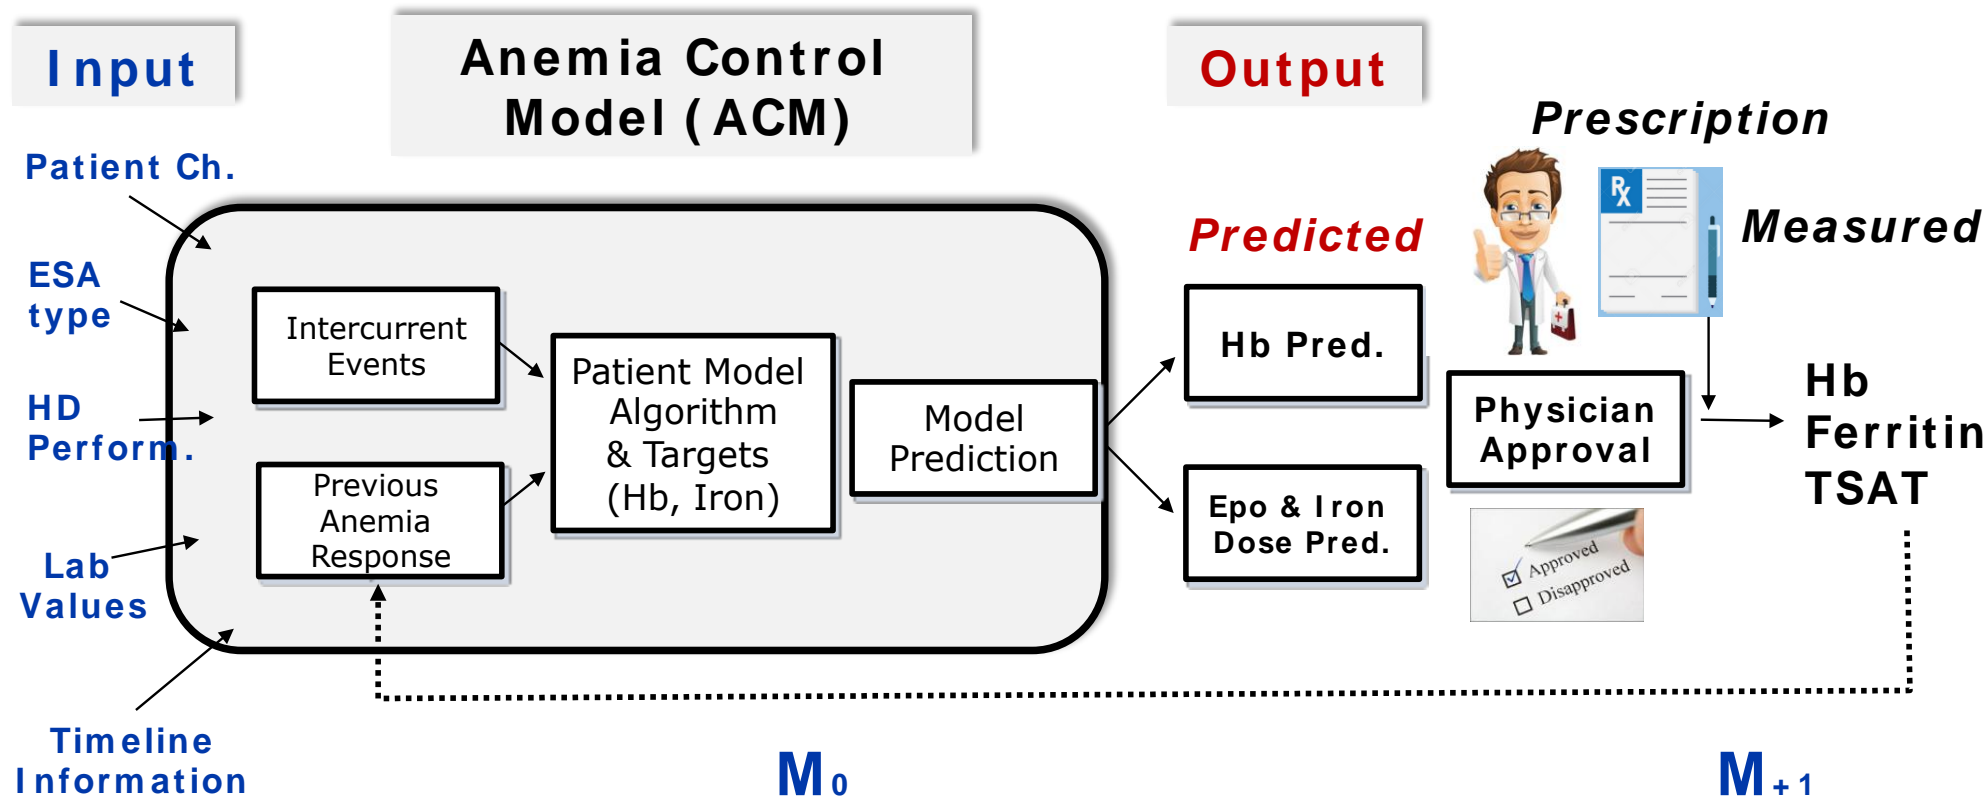 Input
Anemia Control
Model (ACM)
Output
Prescription
Patient Ch.
ESA
type
HD
Perform.
Lab
Values
Timeline
Information
Intercurrent
Events
Previous
Anemia
Response
Patient Model
Algorithm
& Targets
(Hb, Iron)
Model
Prediction
Predicted
Hb Pred.
Epo & Iron
Dose Pred.
Rx
Measured
Physician
Approval
Approved
Disapproved
Hb
Ferritin
TSAT
M0
M+1